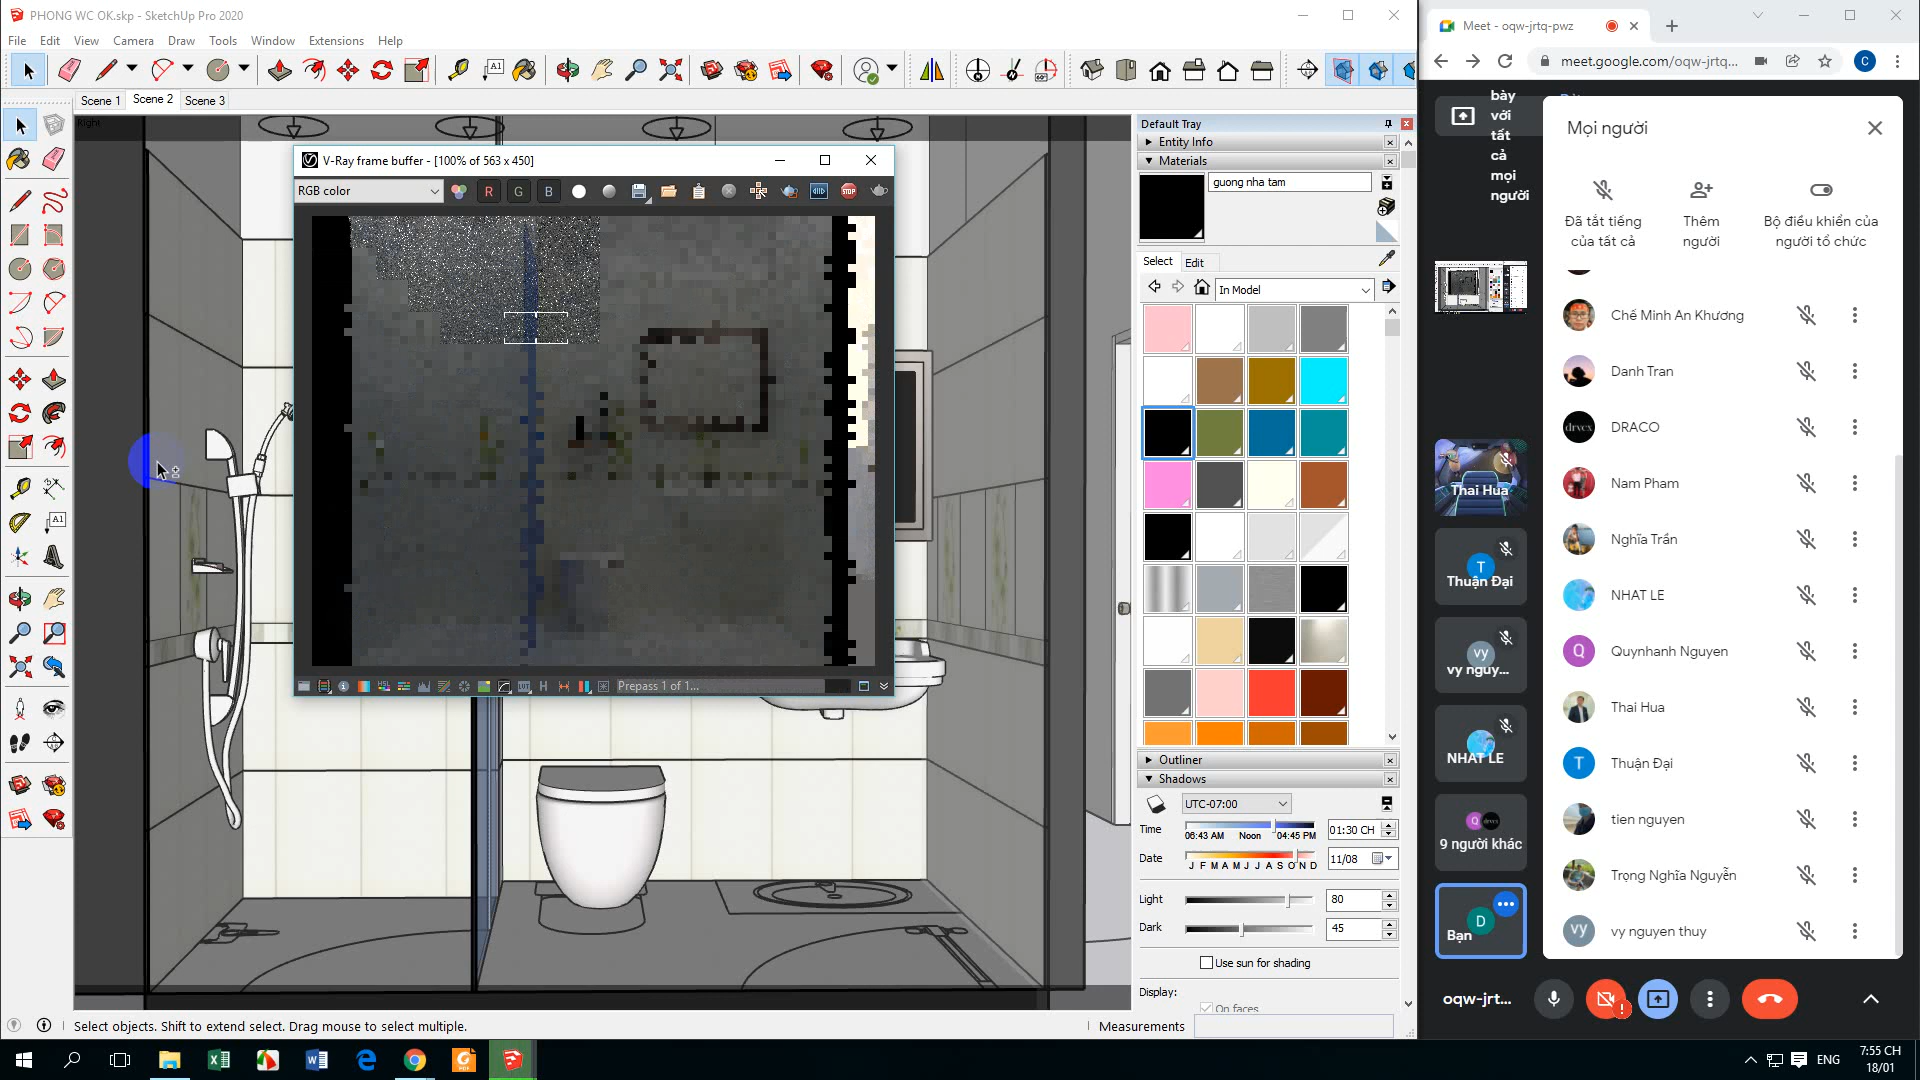 PHONG WC OK.skp - SketchUp Pro 2020
File Edit View Camera Draw Tools Window Extensions Help
Scene 1 Scene 2 Scene 3
Right
V-Ray frame buffer - [100% of 563 x 450]
RGB color
R G B
STOP
Prepass 1 of 1...
Default Tray
Entity Info
Materials
guong nha tam
Select Edit
In Model
Outliner
Shadows
UTC-07:00
Time
06:43 AM Noon 04:45 PM
01:30 CH
Date
J F M A M J J A S O N D
11/08
Light
80
Dark
45
Use sun for shading
Display:
On faces
Select objects. Shift to extend select. Drag mouse to select multiple.
Measurements
Meet - oqw-jrtq-pwz
meet.google.com/oqw-jrtq...
C
bày
với
tất
cả
mọi
người
Thai Hua
T
Thuận Đại
vy
vy nguy...
NHAT LE
Q drvcx
9 người khác
D
Bạn
Mọi người
Đã tắt tiếng
của tất cả
Thêm
người
Bộ điều khiển của
người tổ chức
Chế Minh An Khương
Danh Tran
drvcx
DRACO
Nam Pham
Nghĩa Trần
NHAT LE
Q
Quynhanh Nguyen
Thai Hua
T
Thuận Đại
tien nguyen
Trọng Nghĩa Nguyễn
vy
vy nguyen thuy
oqw-jrt...
ENG
7:55 CH
18/01